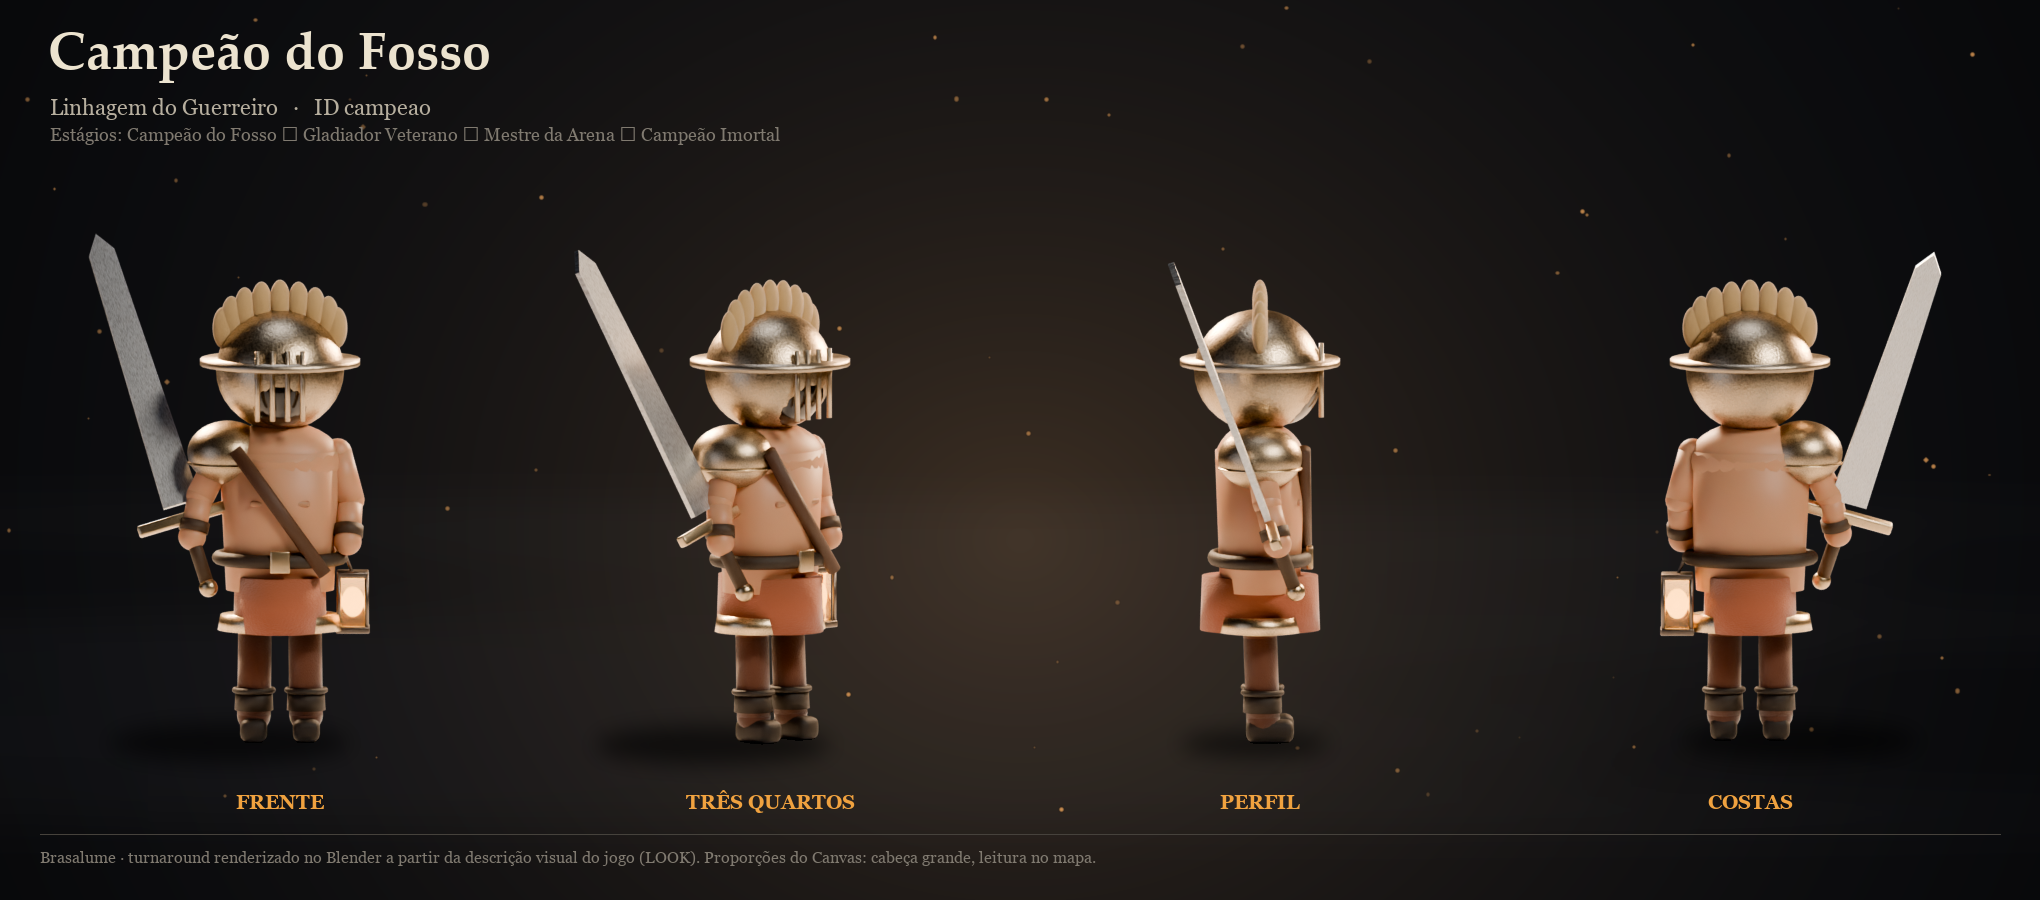 Campeão do Fosso
Linhagem do Guerreiro · ID campeao
Estágios: Campeão do Fosso □ Gladiador Veterano □ Mestre da Arena □ Campeão Imortal
FRENTE
TRÊS QUARTOS
PERFIL
COSTAS
Brasalume · turnaround renderizado no Blender a partir da descrição visual do jogo (LOOK). Proporções do Canvas: cabeça grande, leitura no mapa.